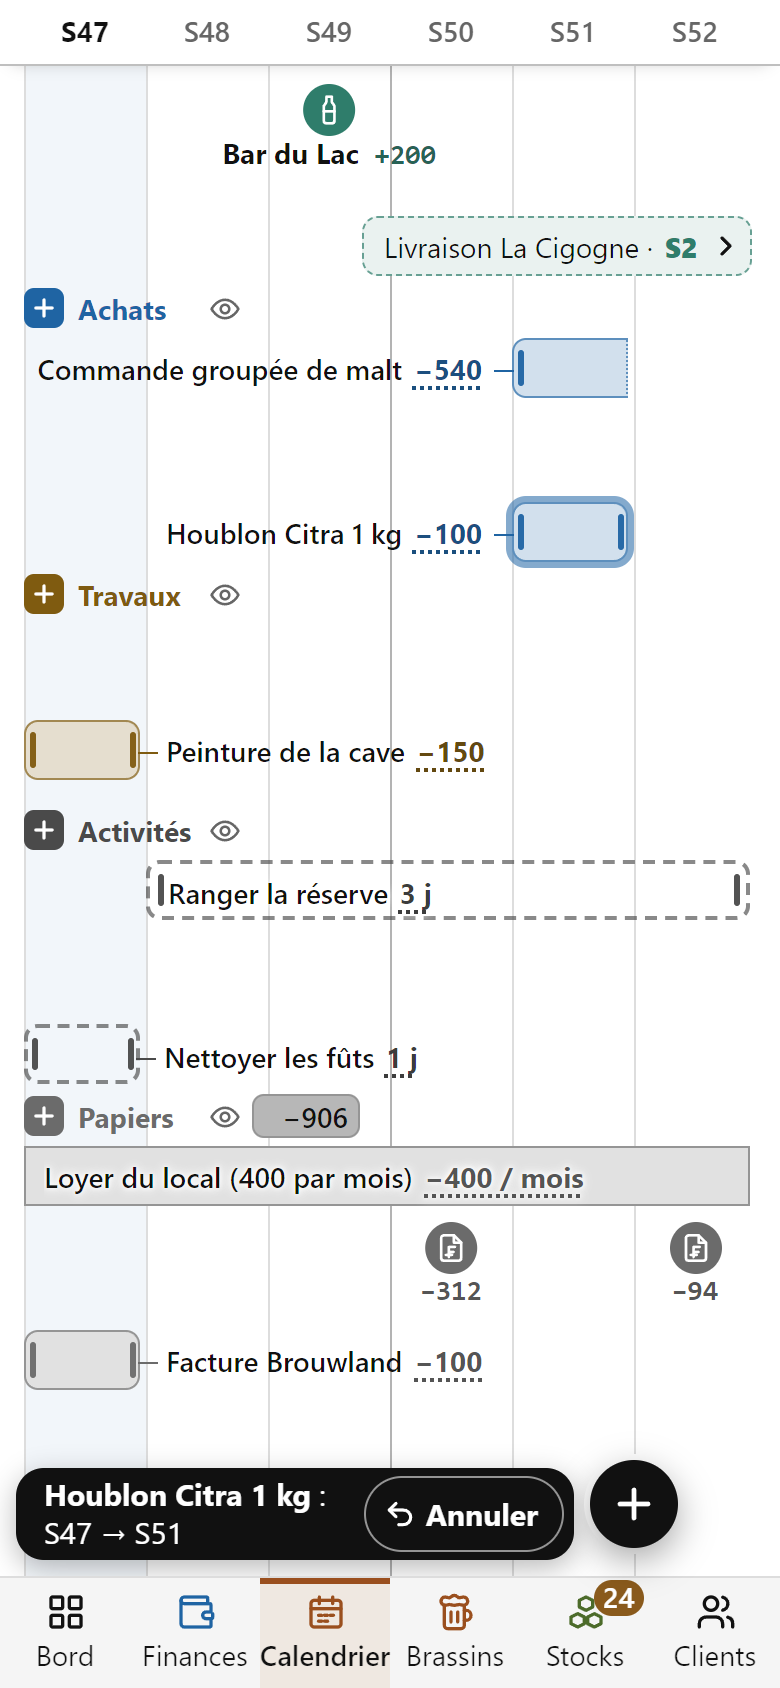 S47 S48 S49 S50 S51 S52
Bar du Lac +200
Livraison La Cigogne · S2
Achats
Commande groupée de malt −540
Houblon Citra 1 kg −100
Travaux
Peinture de la cave −150
Activités
Ranger la réserve 3 j
Nettoyer les fûts 1 j
Papiers −906
Loyer du local (400 par mois) −400 / mois
−312 −94
Facture Brouwland −100
Houblon Citra 1 kg :
S47 → S51
Annuler
24
Bord Finances Calendrier Brassins Stocks Clients